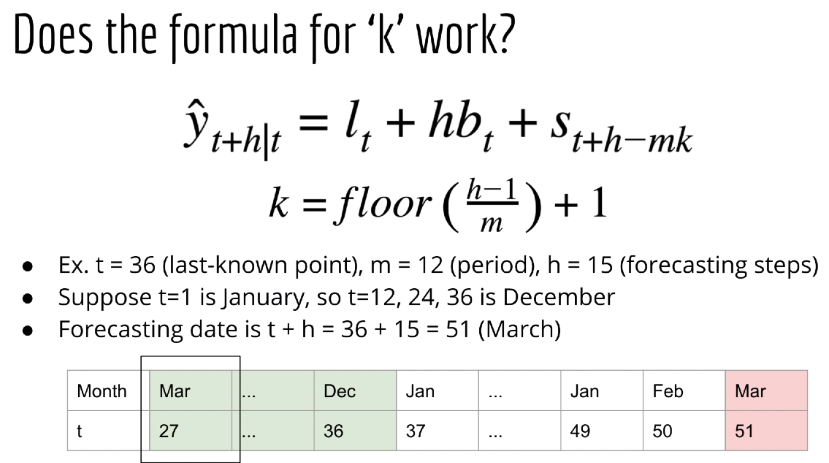 Does the formula for ‘k’ work?
ŷ_{t+h|t} = l_t + hb_t + s_{t+h−mk}
k = floor(\frac{h−1}{m}) + 1
● Ex. t = 36 (last-known point), m = 12 (period), h = 15 (forecasting steps)
● Suppose t=1 is January, so t=12, 24, 36 is December
● Forecasting date is t + h = 36 + 15 = 51 (March)
Month Mar ... Dec Jan ... Jan Feb Mar
t 27 ... 36 37 ... 49 50 51